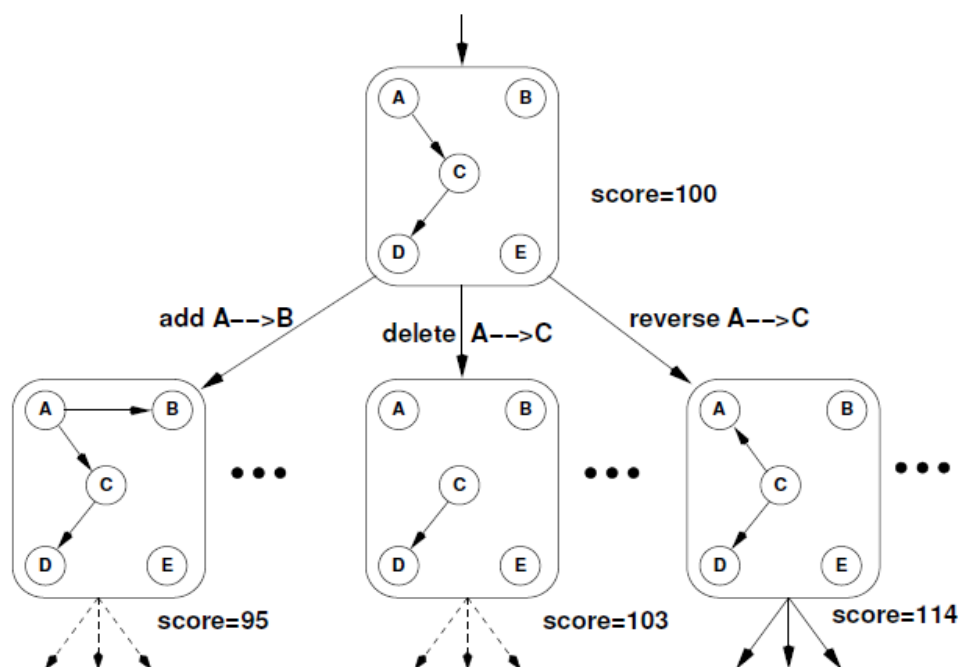 A B
C
score=100
D E
add A-->B
delete A-->C
reverse A-->C
A B
C
D E
score=95
A B
C
D E
score=103
A B
C
D E
score=114